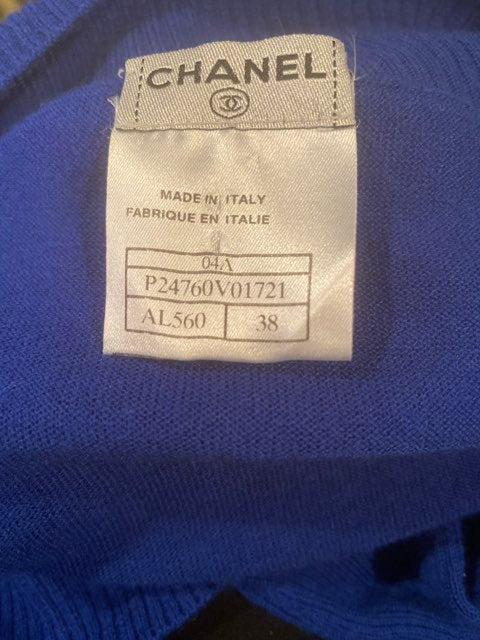 CHANEL
MADE IN ITALY
FABRIQUE EN ITALIE
04A
P24760V01721
AL560 38